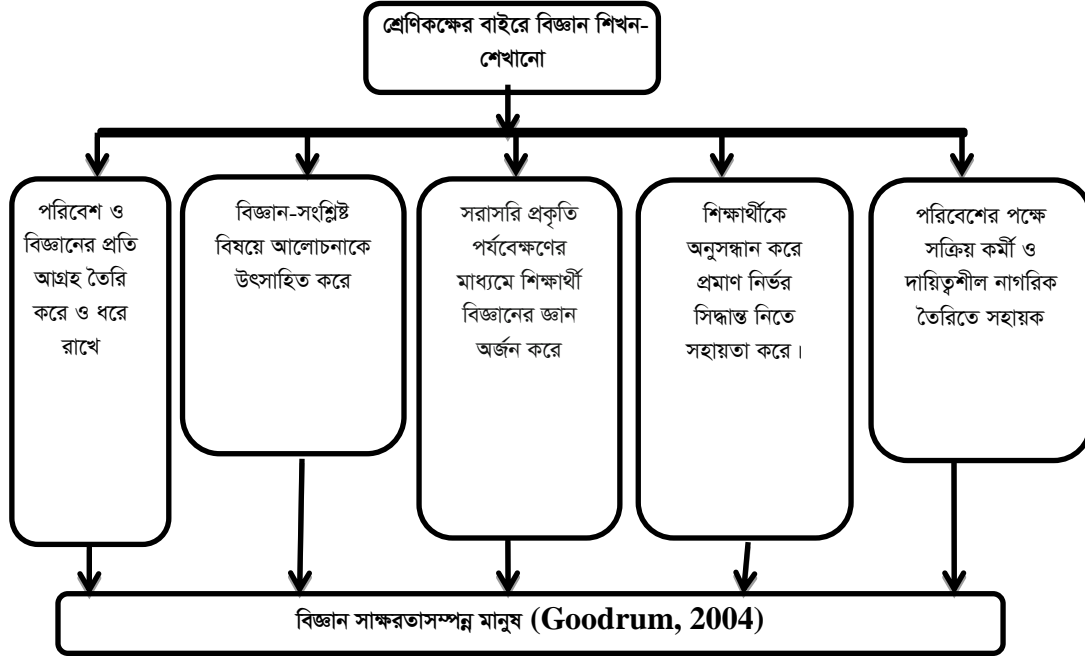 শ্রেণিকক্ষের বাইরে বিজ্ঞান শিখন-
শেখানো
পরিবেশ ও
বিজ্ঞানের প্রতি
আগ্রহ তৈরি
করে ও ধরে
রাখে
বিজ্ঞান-সংশ্লিষ্ট
বিষয়ে আলোচনাকে
উৎসাহিত করে
সরাসরি প্রকৃতি
পর্যবেক্ষণের
মাধ্যমে শিক্ষার্থী
বিজ্ঞানের জ্ঞান
অর্জন করে
শিক্ষার্থীকে
অনুসন্ধান করে
প্রমাণ নির্ভর
সিদ্ধান্ত নিতে
সহায়তা করে।
পরিবেশের পক্ষে
সক্রিয় কর্মী ও
দায়িত্বশীল নাগরিক
তৈরিতে সহায়ক
বিজ্ঞান সাক্ষরতাসম্পন্ন মানুষ (Goodrum, 2004)